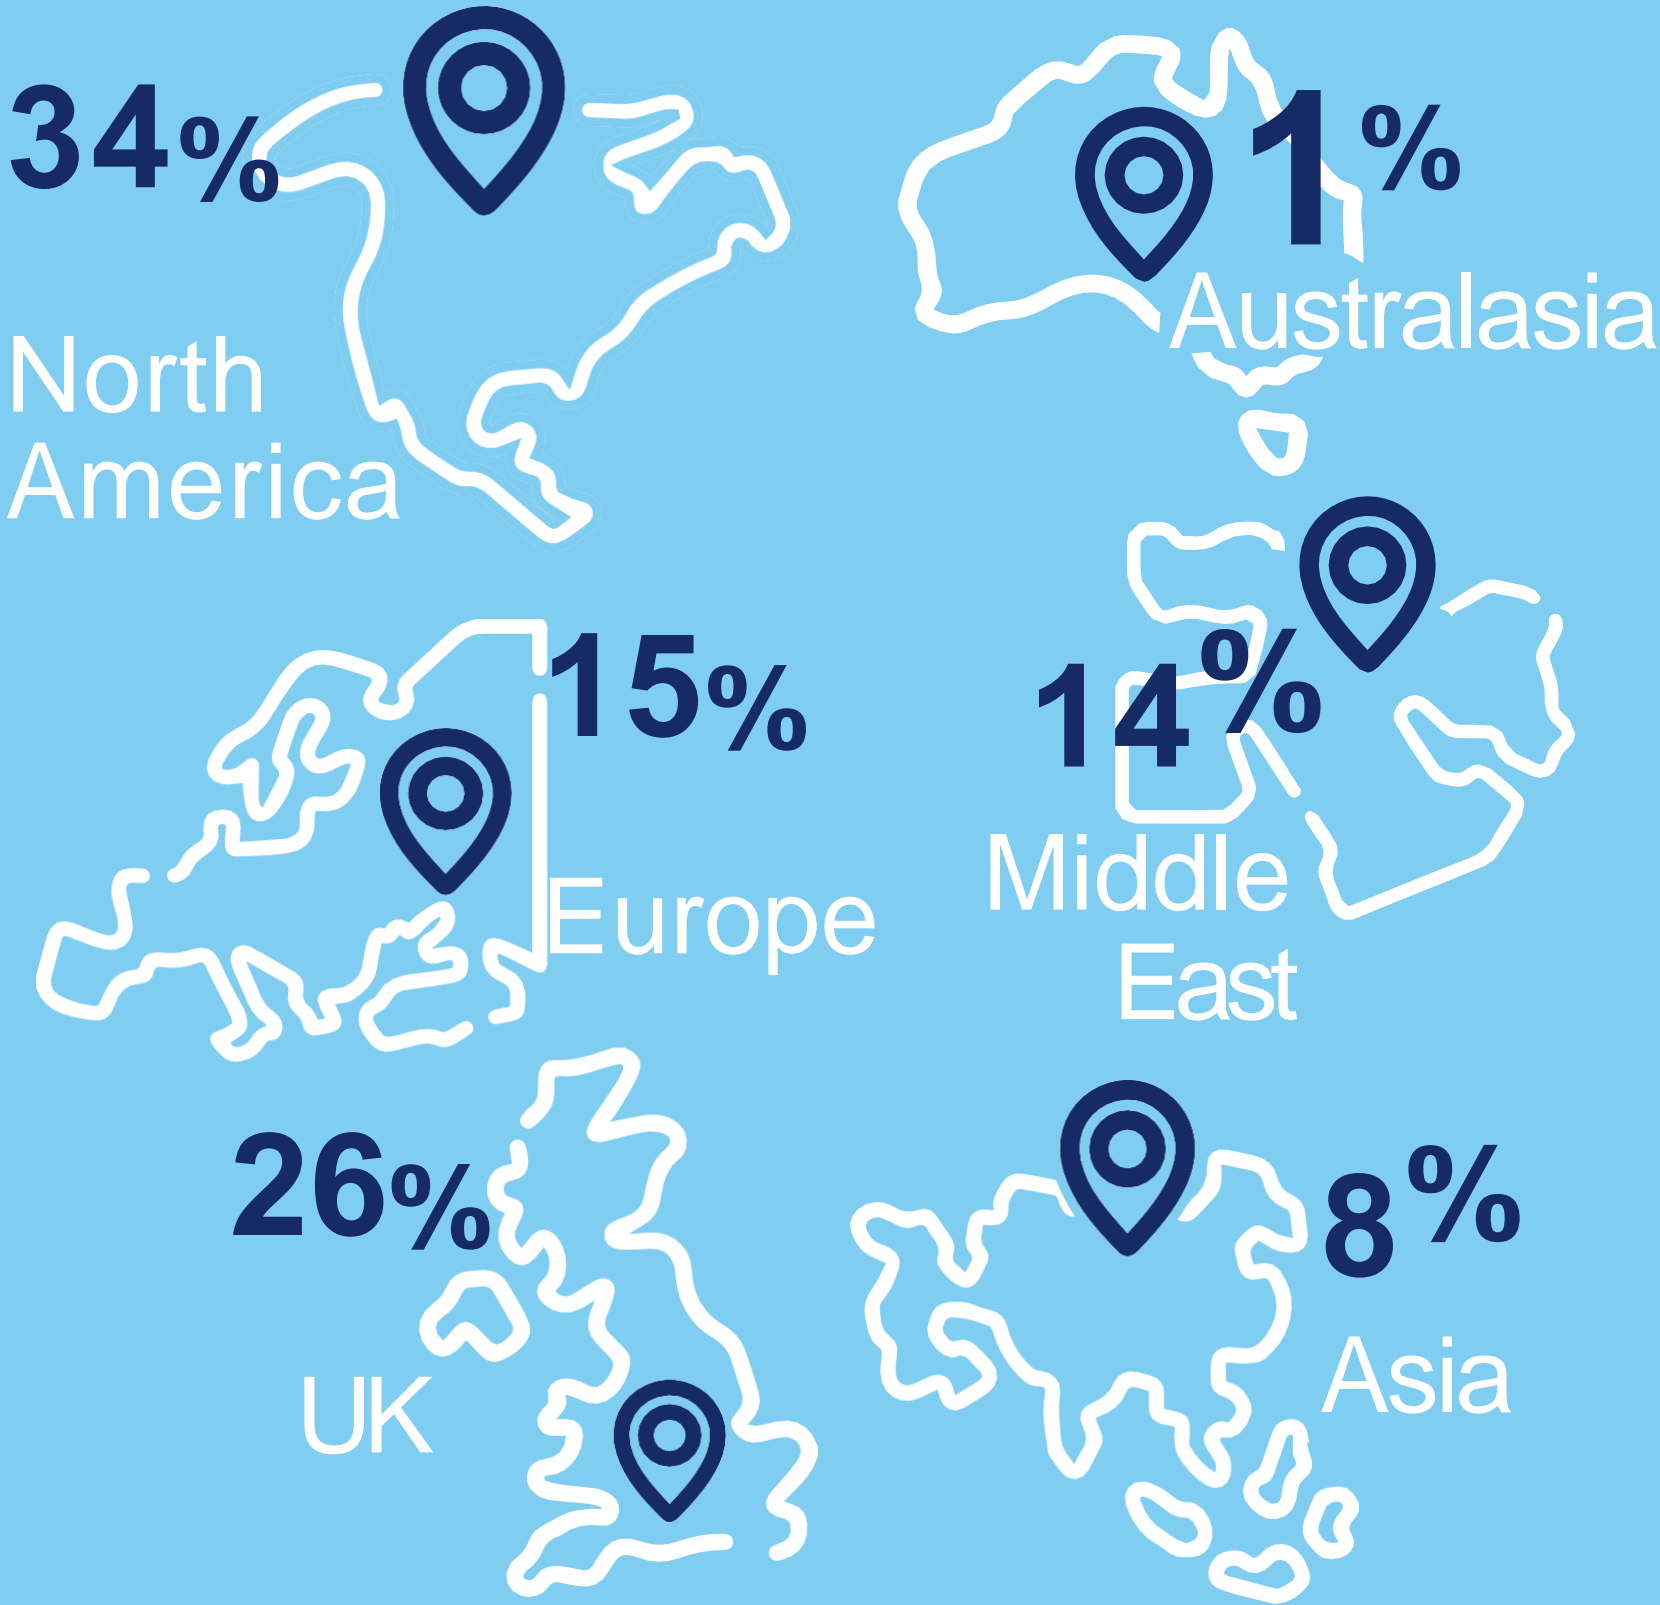 34%
North
America
1%
Australasia
15%
Europe
14%
Middle
East
26%
UK
8%
Asia